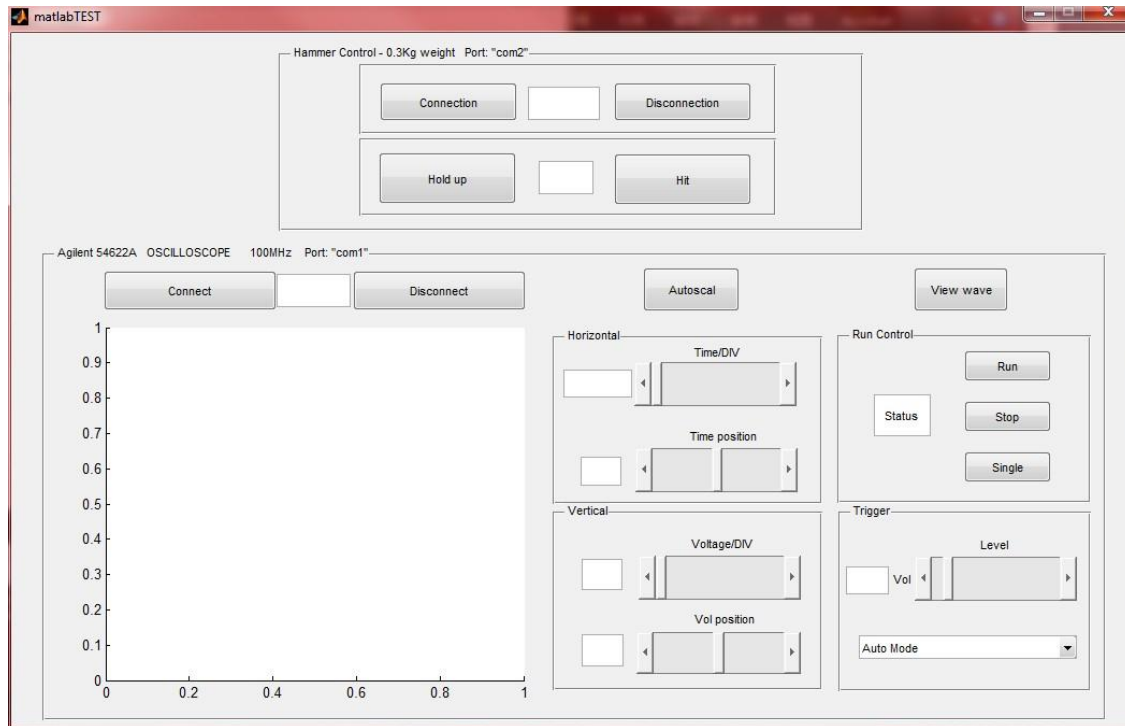 matlabTEST
Hammer Control - 0.3Kg weight Port: "com2"
Connection
Disconnection
Hold up
Hit
Agilent 54622A OSCILLOSCOPE 100MHz Port: "com1"
Connect
Disconnect
Autoscal
View wave
1
0.9
0.8
0.7
0.6
0.5
0.4
0.3
0.2
0.1
0
0 0.2 0.4 0.6 0.8 1
Horizontal
Time/DIV
Time position
Run Control
Run
Status
Stop
Single
Vertical
Voltage/DIV
Vol position
Trigger
Level
Vol
Auto Mode